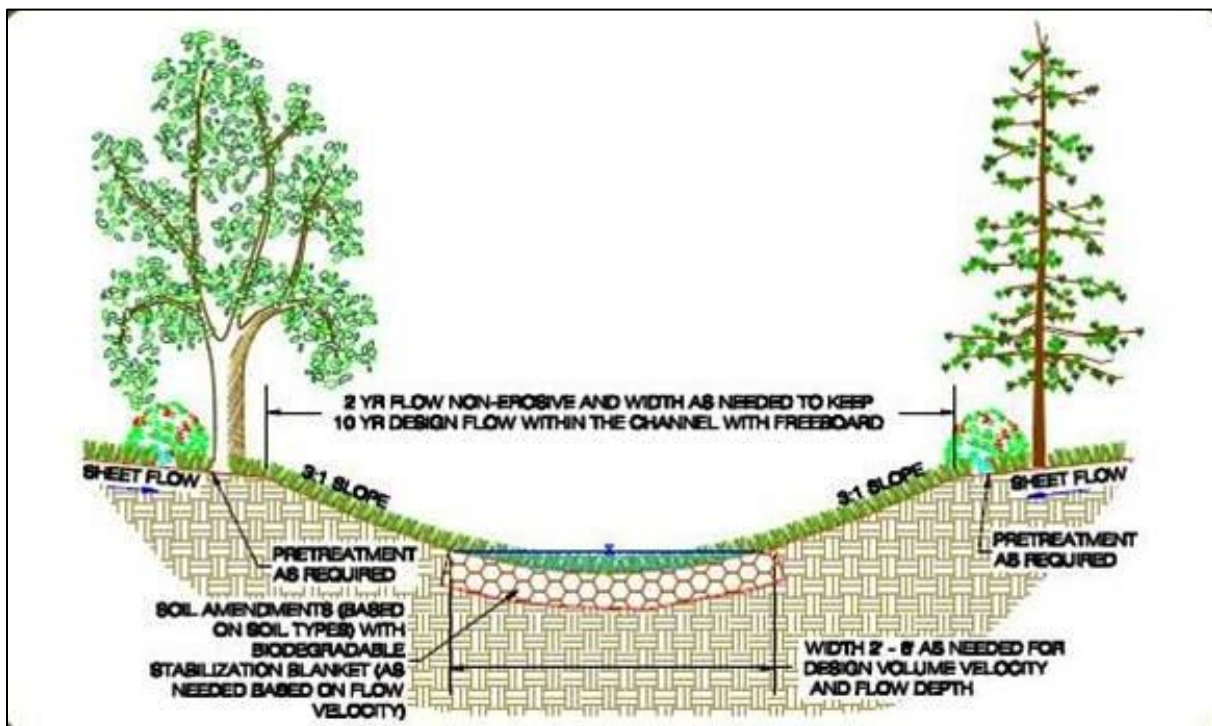 2 YR FLOW NON-EROSIVE AND WIDTH AS NEEDED TO KEEP
10 YR DESIGN FLOW WITHIN THE CHANNEL WITH FREEBOARD
SHEET FLOW
3:1 SLOPE
3:1 SLOPE
SHEET FLOW
PRETREATMENT
AS REQUIRED
PRETREATMENT
AS REQUIRED
SOIL AMENDMENTS (BASED
ON SOIL TYPES) WITH
BIODEGRADABLE
STABILIZATION BLANKET (AS
NEEDED BASED ON FLOW
VELOCITY)
WIDTH 2' - 8' AS NEEDED FOR
DESIGN VOLUME VELOCITY
AND FLOW DEPTH